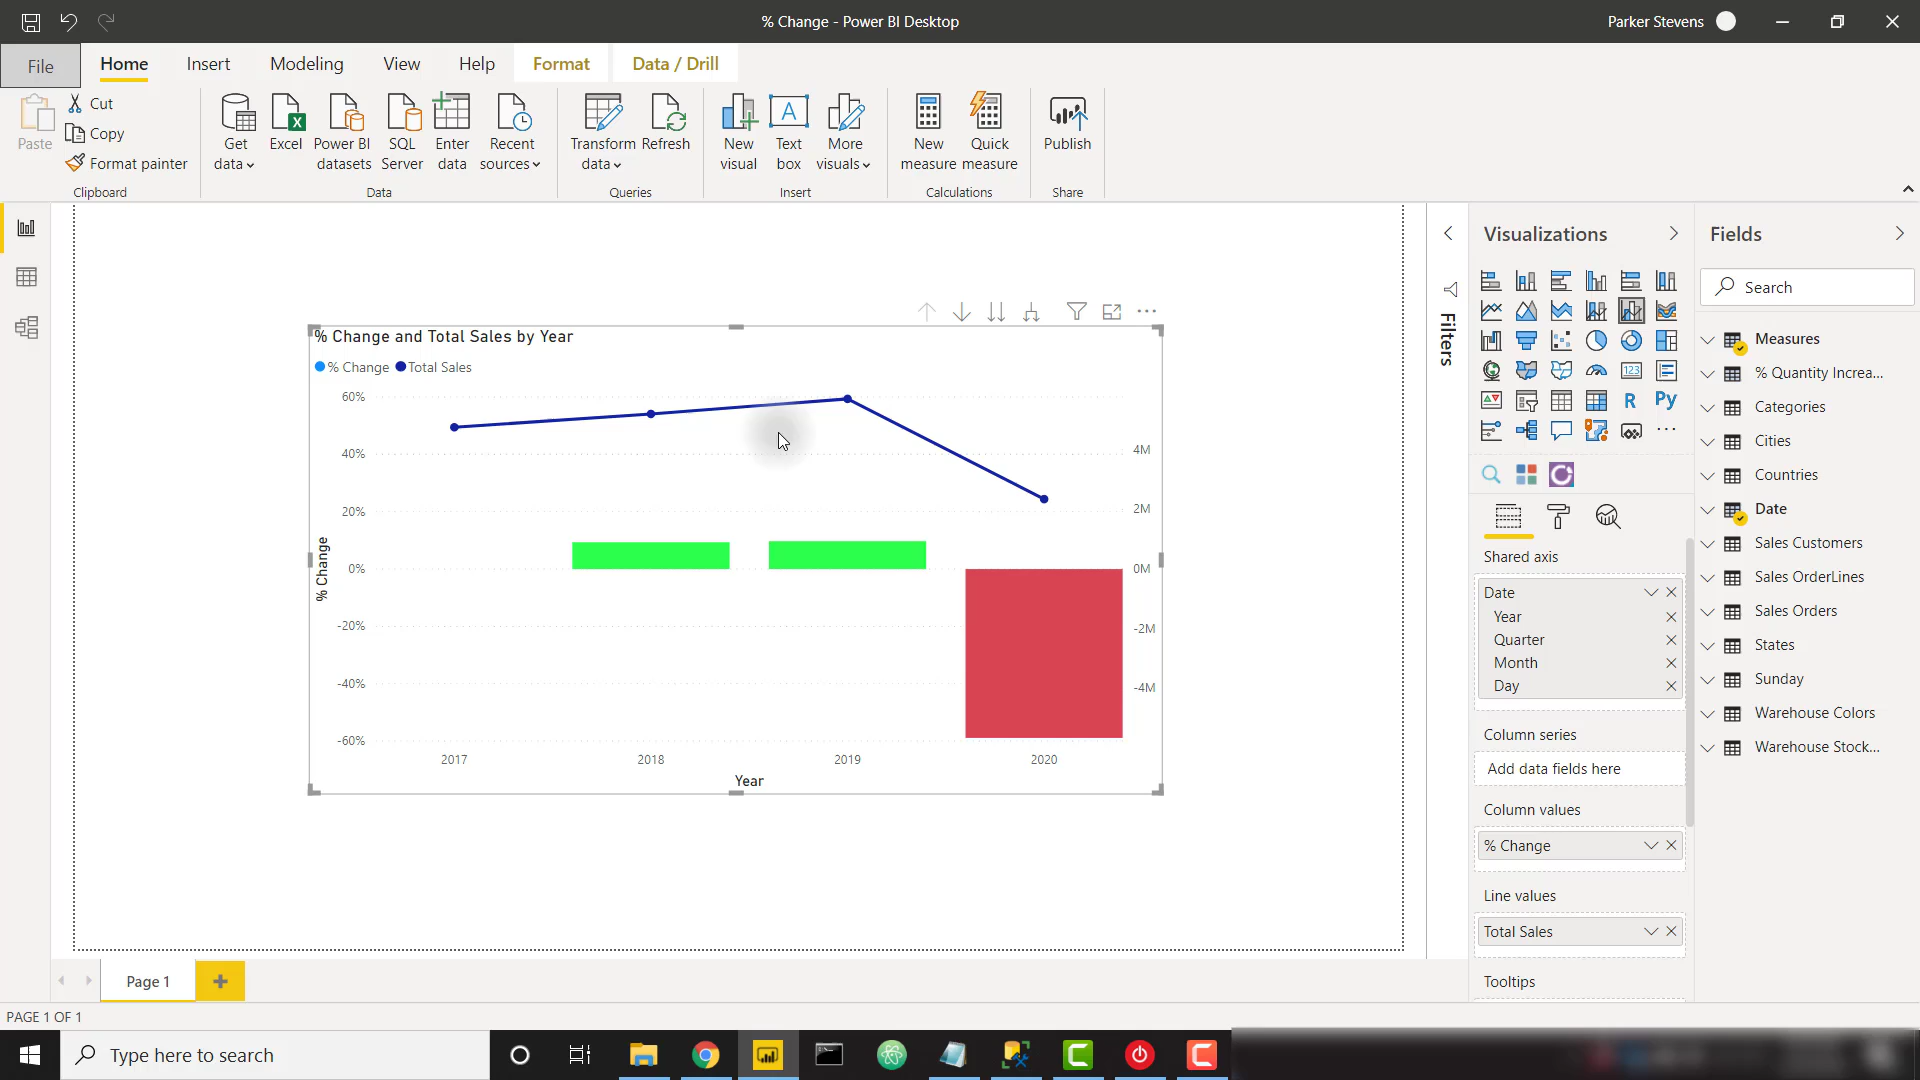 % Change - Power BI Desktop
Parker Stevens
File
Home
Insert
Modeling
View
Help
Format
Data / Drill
Paste
Cut
Copy
Format painter
Clipboard
Get data
Excel
Power BI datasets
SQL Server
Enter data
Recent sources
Data
Transform data
Refresh
Queries
New visual
Text box
More visuals
Insert
New measure
Quick measure
Calculations
Publish
Share
% Change and Total Sales by Year
% Change
Total Sales
60%
40%
20%
0%
-20%
-40%
-60%
% Change
4M
2M
0M
-2M
-4M
2017
2018
2019
2020
Year
Filters
Visualizations
123
R
Py
Shared axis
Date
Year
Quarter
Month
Day
Column series
Add data fields here
Column values
% Change
Line values
Total Sales
Tooltips
Fields
Search
Measures
% Quantity Increa...
Categories
Cities
Countries
Date
Sales Customers
Sales OrderLines
Sales Orders
States
Sunday
Warehouse Colors
Warehouse Stock...
Page 1
PAGE 1 OF 1
Type here to search